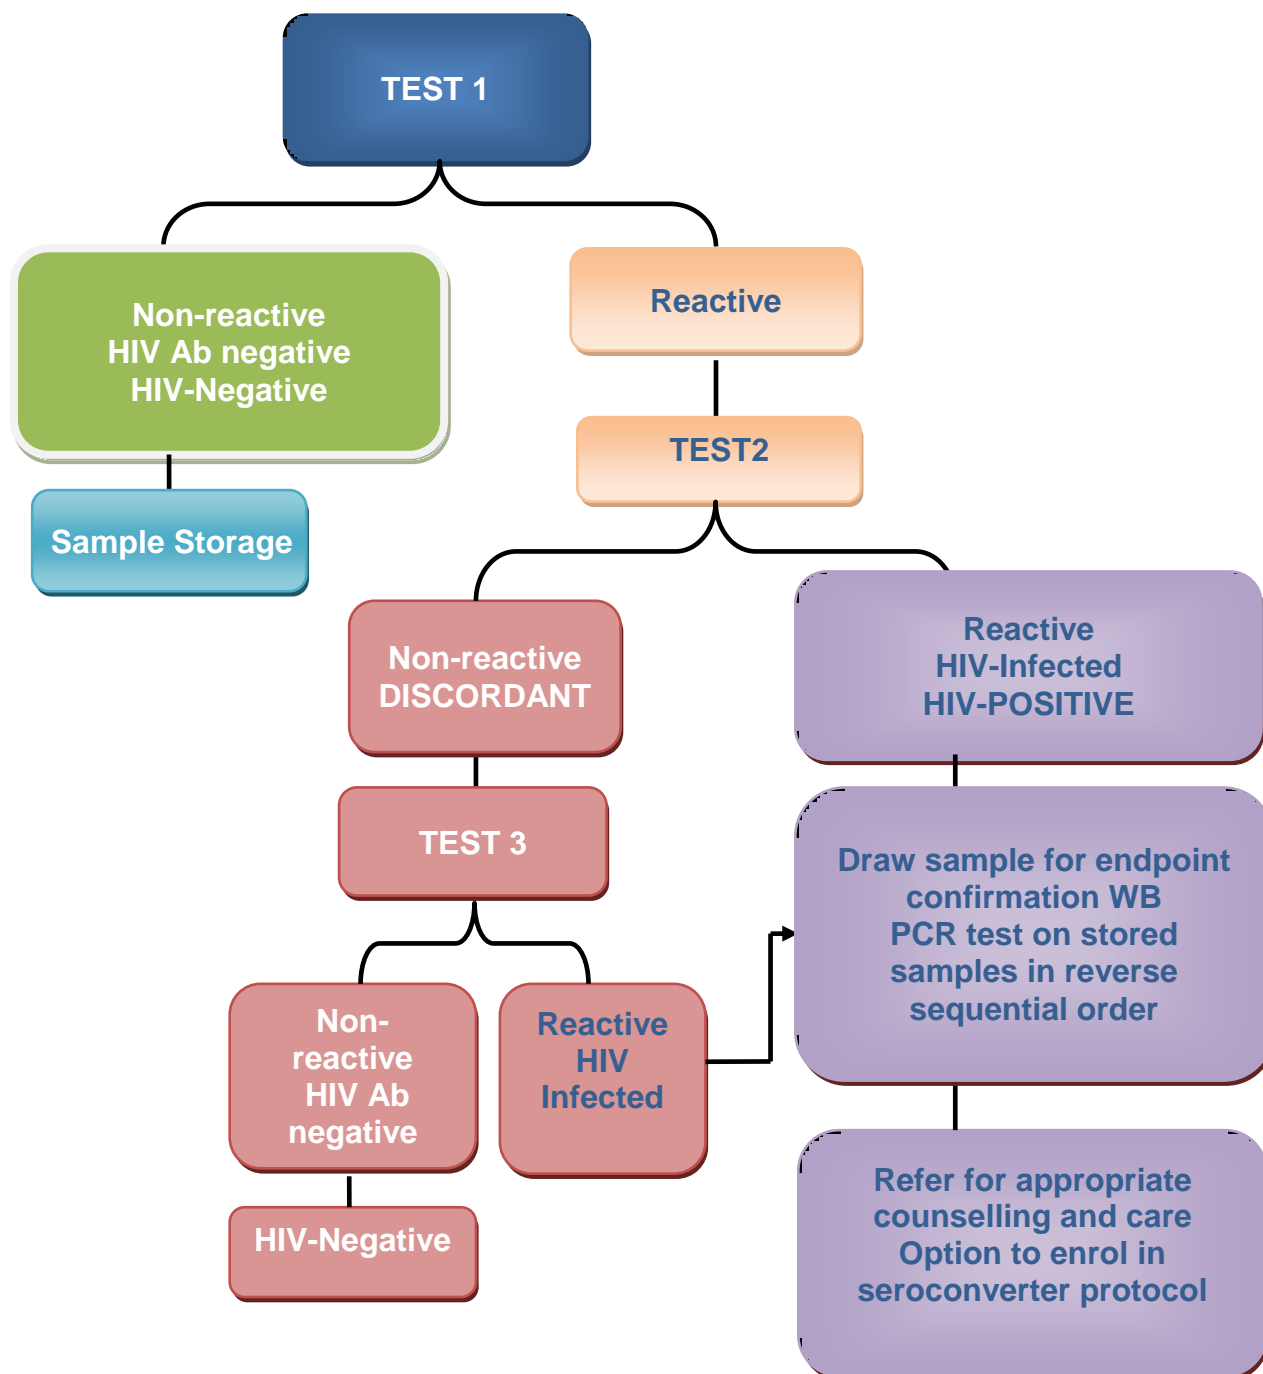 TEST 1
Non-reactive
HIV Ab negative
HIV-Negative
Reactive
TEST2
Sample Storage
Non-reactive
DISCORDANT
Reactive
HIV-Infected
HIV-POSITIVE
TEST 3
Draw sample for endpoint
confirmation WB
PCR test on stored
samples in reverse
sequential order
Non-
reactive
HIV Ab
negative
Reactive
HIV
Infected
HIV-Negative
Refer for appropriate
counselling and care
Option to enrol in
seroconverter protocol